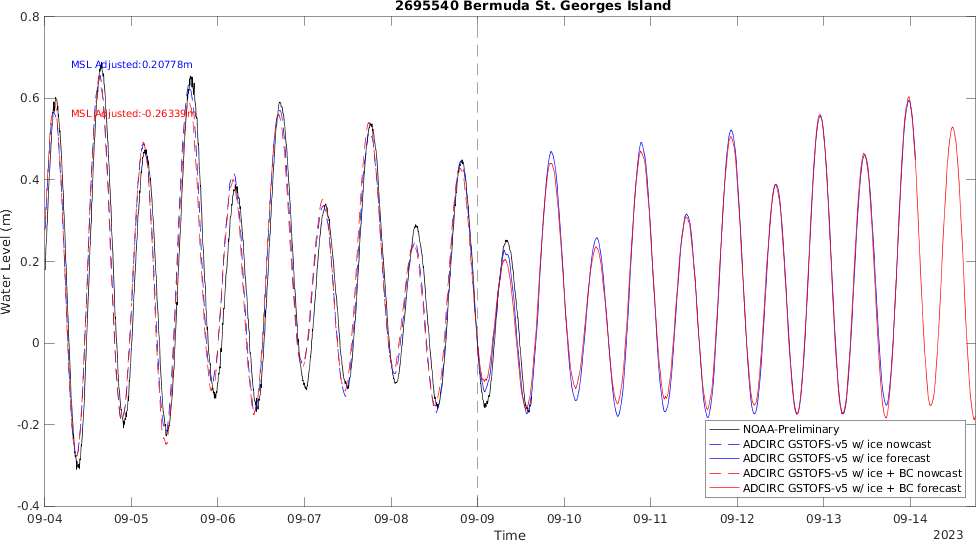 2695540 Bermuda St. Georges Island
0.8
0.6
0.4
0.2
0
-0.2
-0.4
Water Level (m)
MSL Adjusted:0.20778m
MSL Adjusted:-0.26339m
NOAA-Preliminary
ADCIRC GSTOFS-v5 w/ ice nowcast
ADCIRC GSTOFS-v5 w/ ice forecast
ADCIRC GSTOFS-v5 w/ ice + BC nowcast
ADCIRC GSTOFS-v5 w/ ice + BC forecast
09-04 09-05 09-06 09-07 09-08 09-09 09-10 09-11 09-12 09-13 09-14
2023
Time